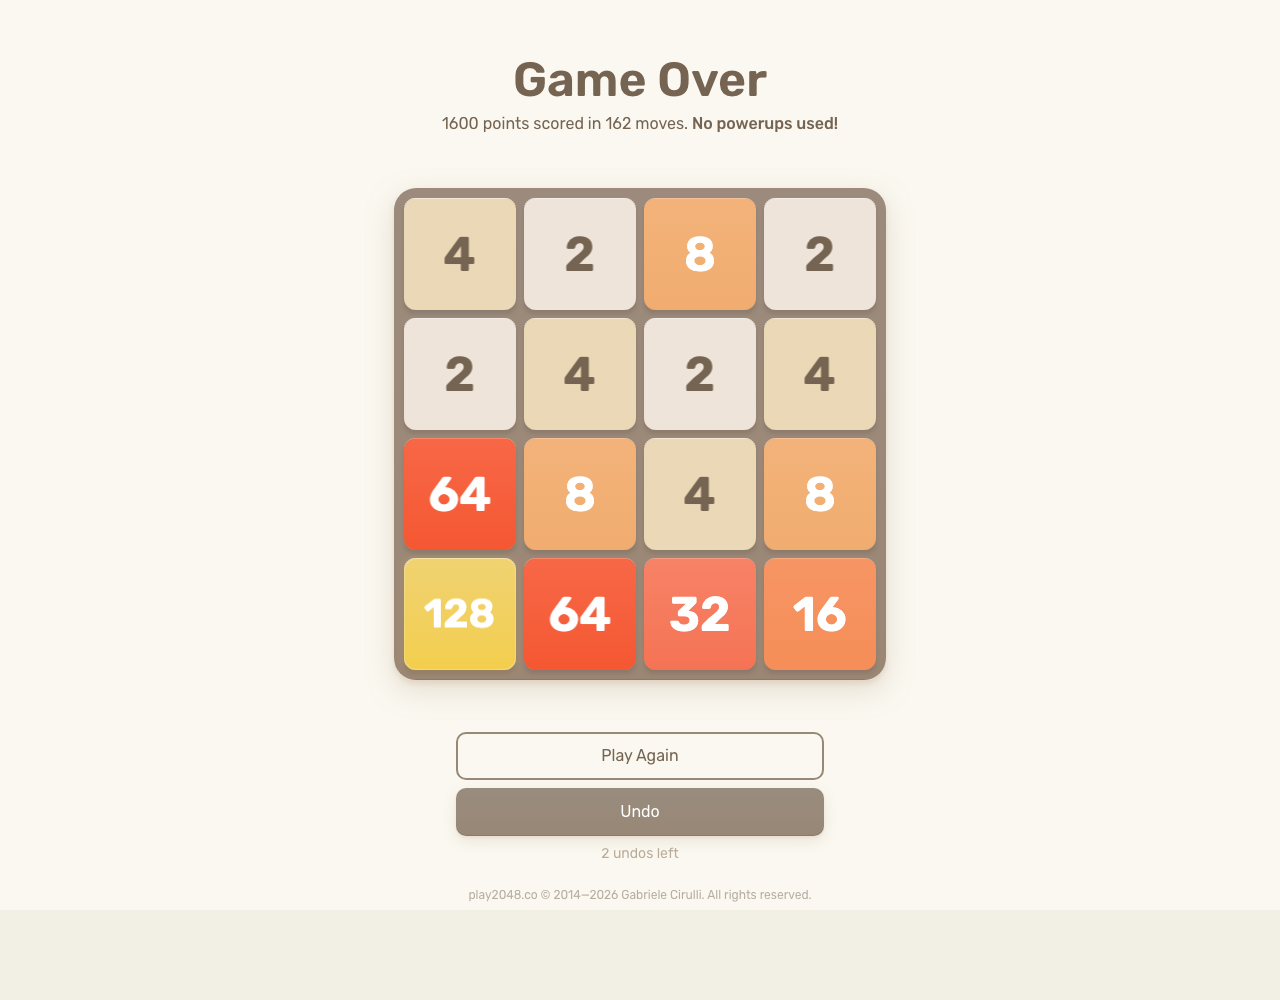 Game Over
1600 points scored in 162 moves. No powerups used!
4 2 8 2
2 4 2 4
64 8 4 8
128 64 32 16
Play Again
Undo
2 undos left
play2048.co © 2014—2026 Gabriele Cirulli. All rights reserved.